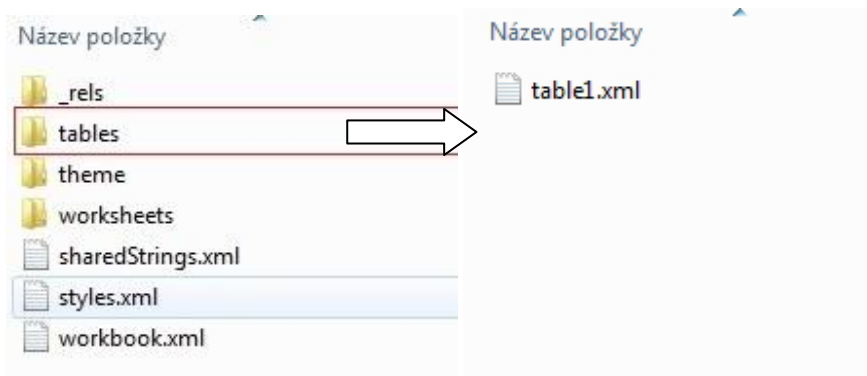 Název položky
_rels
tables
theme
worksheets
sharedStrings.xml
styles.xml
workbook.xml
Název položky
table1.xml